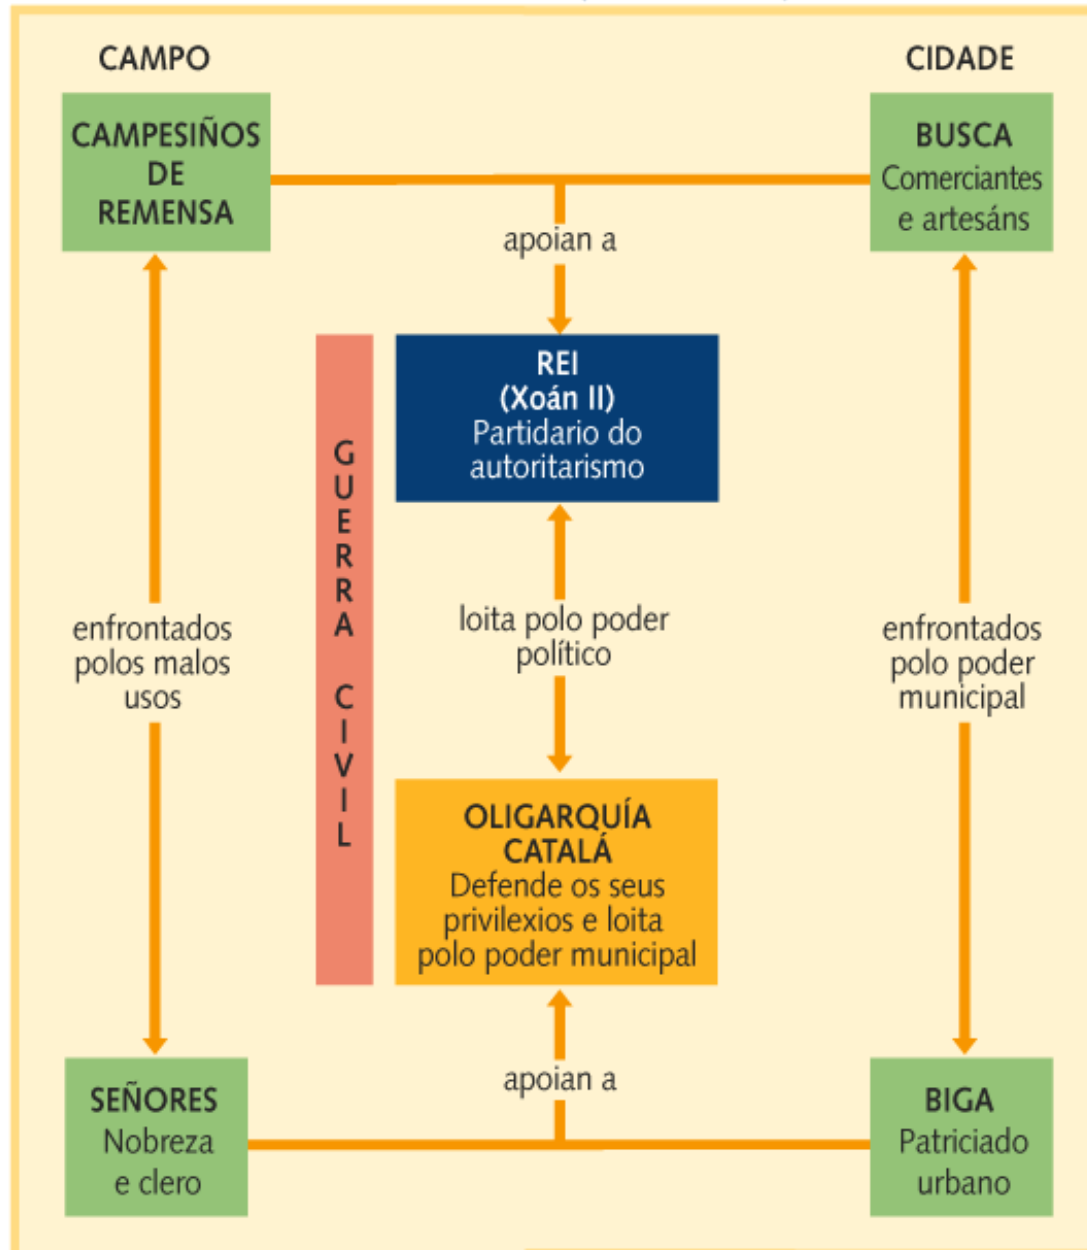 CAMPO
CIDADE
CAMPESIÑOS
DE
REMENSA
BUSCA
Comerciantes
e artesáns
apoian a
REI
(Xoán II)
Partidario do
autoritarismo
GUERRA CIVIL
enfrontados
polos malos
usos
loita polo poder
político
enfrontados
polo poder
municipal
OLIGARQUÍA
CATALÁ
Defende os seus
privilexios e loita
polo poder municipal
apoian a
SEÑORES
Nobreza
e clero
BIGA
Patriciado
urbano